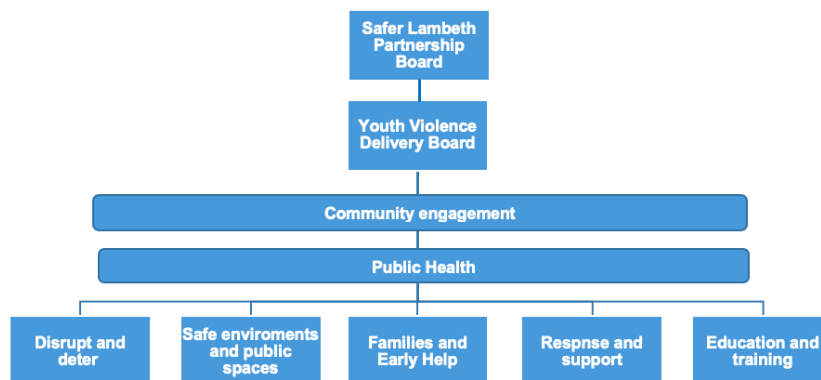 Safer Lambeth
Partnership
Board
Youth Violence
Delivery Board
Community engagement
Public Health
Disrupt and
deter
Safe enviroments
and public
spaces
Families and
Early Help
Respnse and
support
Education and
training